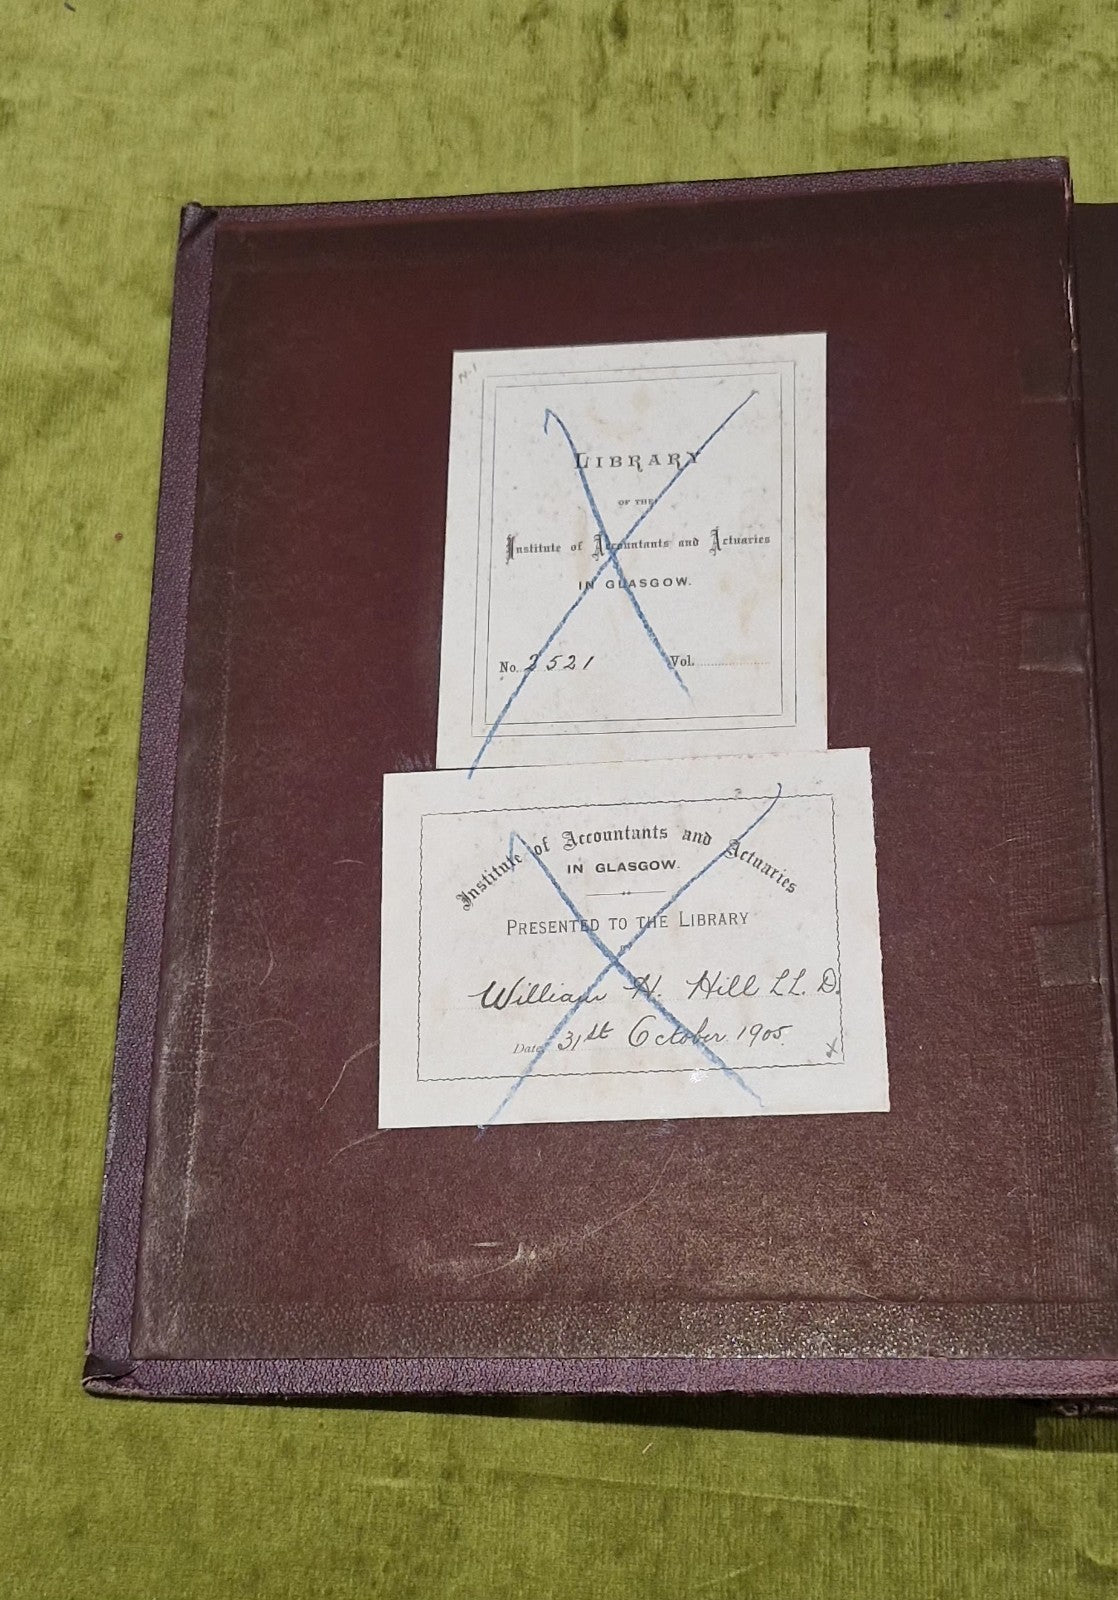 LIBRARY
OF THE
Institute of Accountants and Actuaries
IN GLASGOW.
No. 2521 Vol.
Institute of Accountants and Actuaries
IN GLASGOW.
PRESENTED TO THE LIBRARY
BY
William H. Hill LL.D.
Date 31st October 1905.